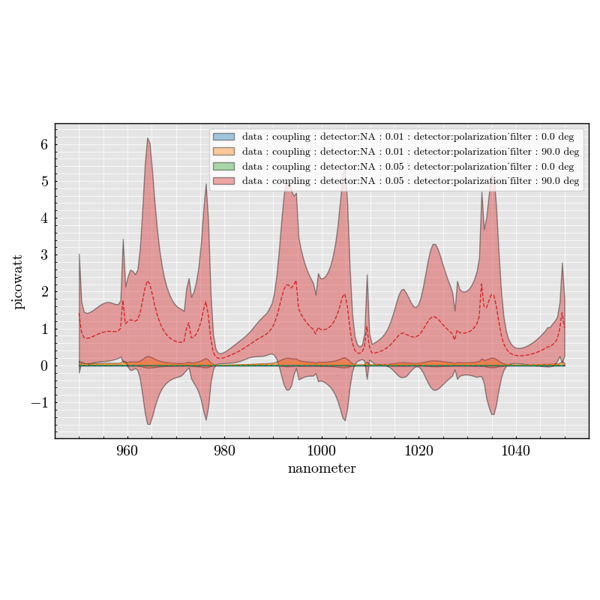 data : coupling : detector:NA : 0.01 : detector:polarization˙filter : 0.0 deg
data : coupling : detector:NA : 0.01 : detector:polarization˙filter : 90.0 deg
data : coupling : detector:NA : 0.05 : detector:polarization˙filter : 0.0 deg
data : coupling : detector:NA : 0.05 : detector:polarization˙filter : 90.0 deg
6
5
4
3
2
1
0
−1
picowatt
960 980 1000 1020 1040
nanometer